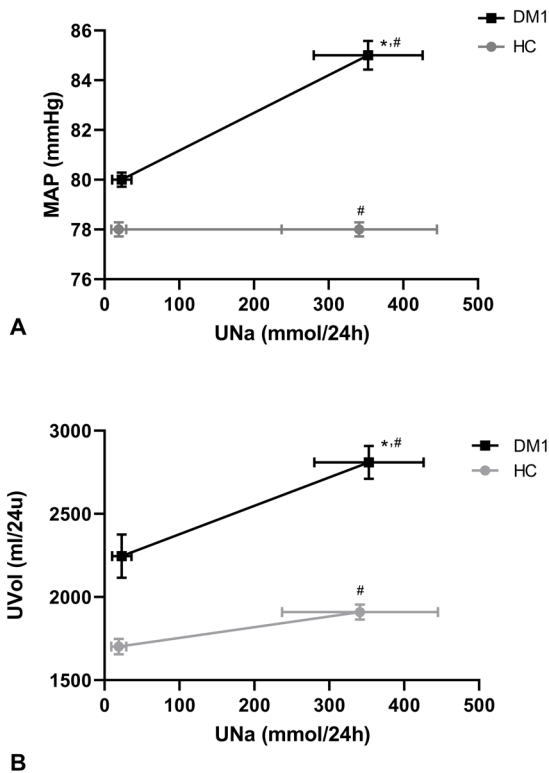 DM1
HC
86
84
82
80
78
76
MAP (mmHg)
*,#
#
0 100 200 300 400 500
UNa (mmol/24h)
A
3000
2500
2000
1500
UVol (ml/24u)
*,#
#
DM1
HC
0 100 200 300 400 500
UNa (mmol/24h)
B